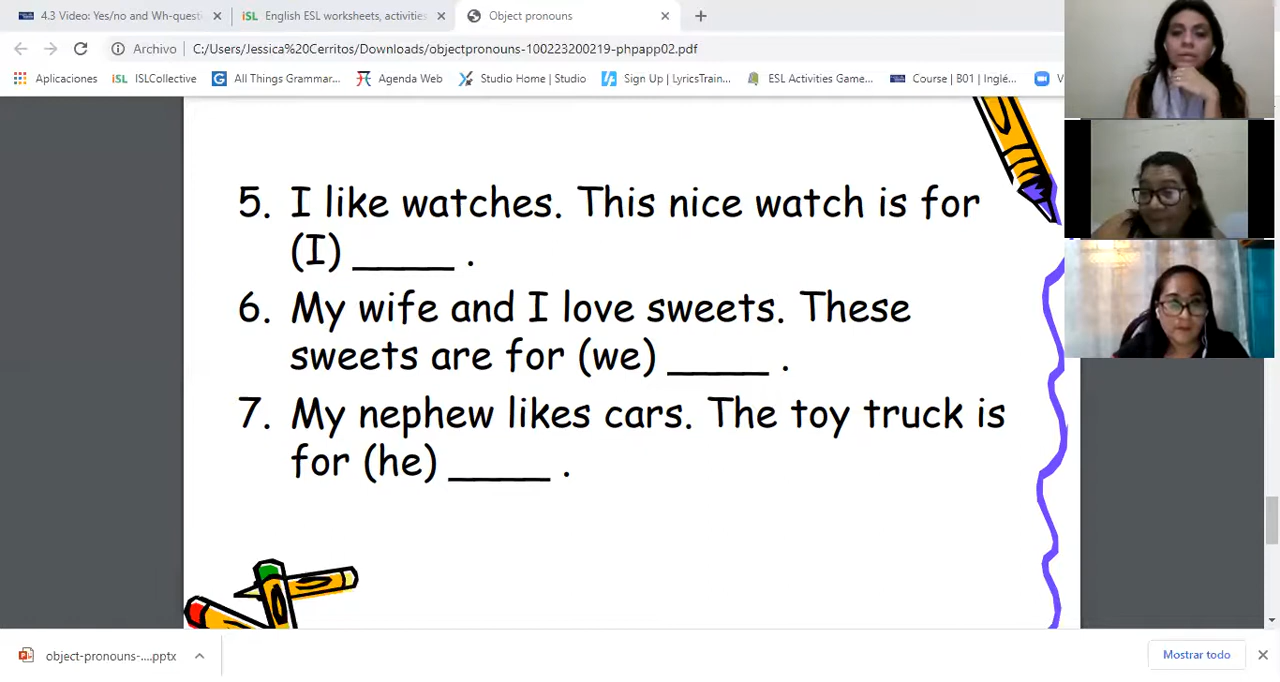 4.3 Video: Yes/no and Wh-quest
English ESL worksheets, activities
Object pronouns
Archivo
C:/Users/Jessica%20Cerritos/Downloads/objectpronouns-100223200219-phpapp02.pdf
Aplicaciones
ISLCollective
All Things Grammar...
Agenda Web
Studio Home | Studio
Sign Up | LyricsTrain...
ESL Activities Game...
Course | B01 | Inglé...
5. I like watches. This nice watch is for
(I) _____ .
6. My wife and I love sweets. These
sweets are for (we) _____ .
7. My nephew likes cars. The toy truck is
for (he) _____ .
object-pronouns-....pptx
Mostrar todo